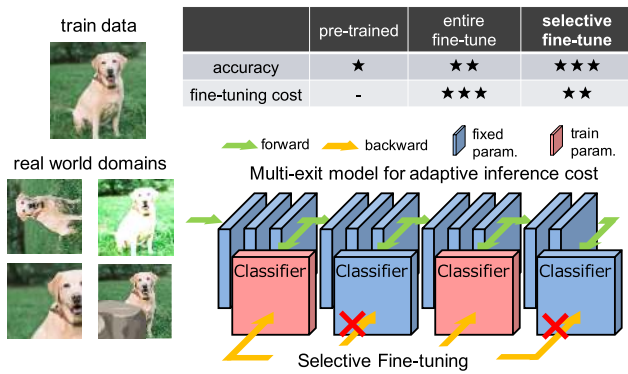 train data
pre-trained
entire
fine-tune
selective
fine-tune
accuracy ★ ★★ ★★★
fine-tuning cost - ★★★ ★★
forward
backward
fixed
param.
train
param.
real world domains
Multi-exit model for adaptive inference cost
Classifier
Classifier
Classifier
Classifier
Selective Fine-tuning